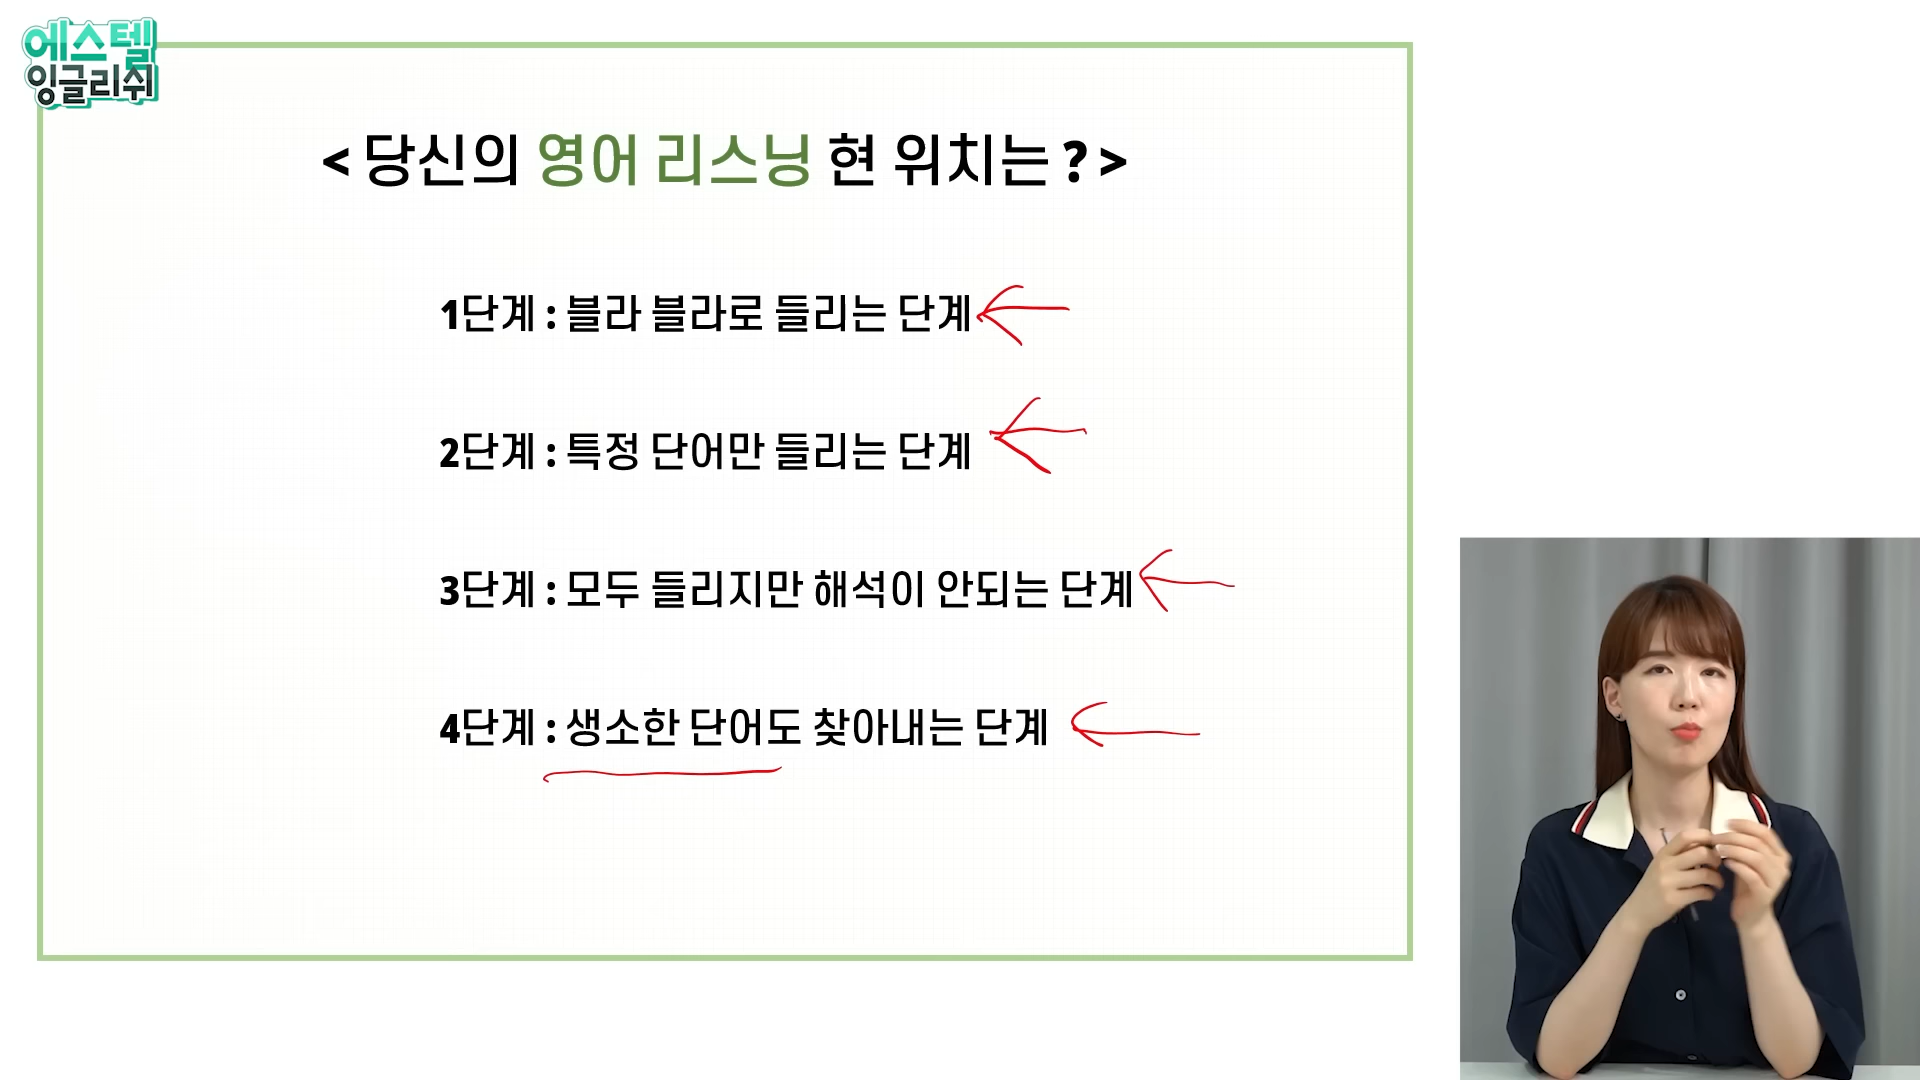 에스텔
잉글리쉬
< 당신의 영어 리스닝 현 위치는 ? >
1단계 : 블라 블라로 들리는 단계
2단계 : 특정 단어만 들리는 단계
3단계 : 모두 들리지만 해석이 안되는 단계
4단계 : 생소한 단어도 찾아내는 단계